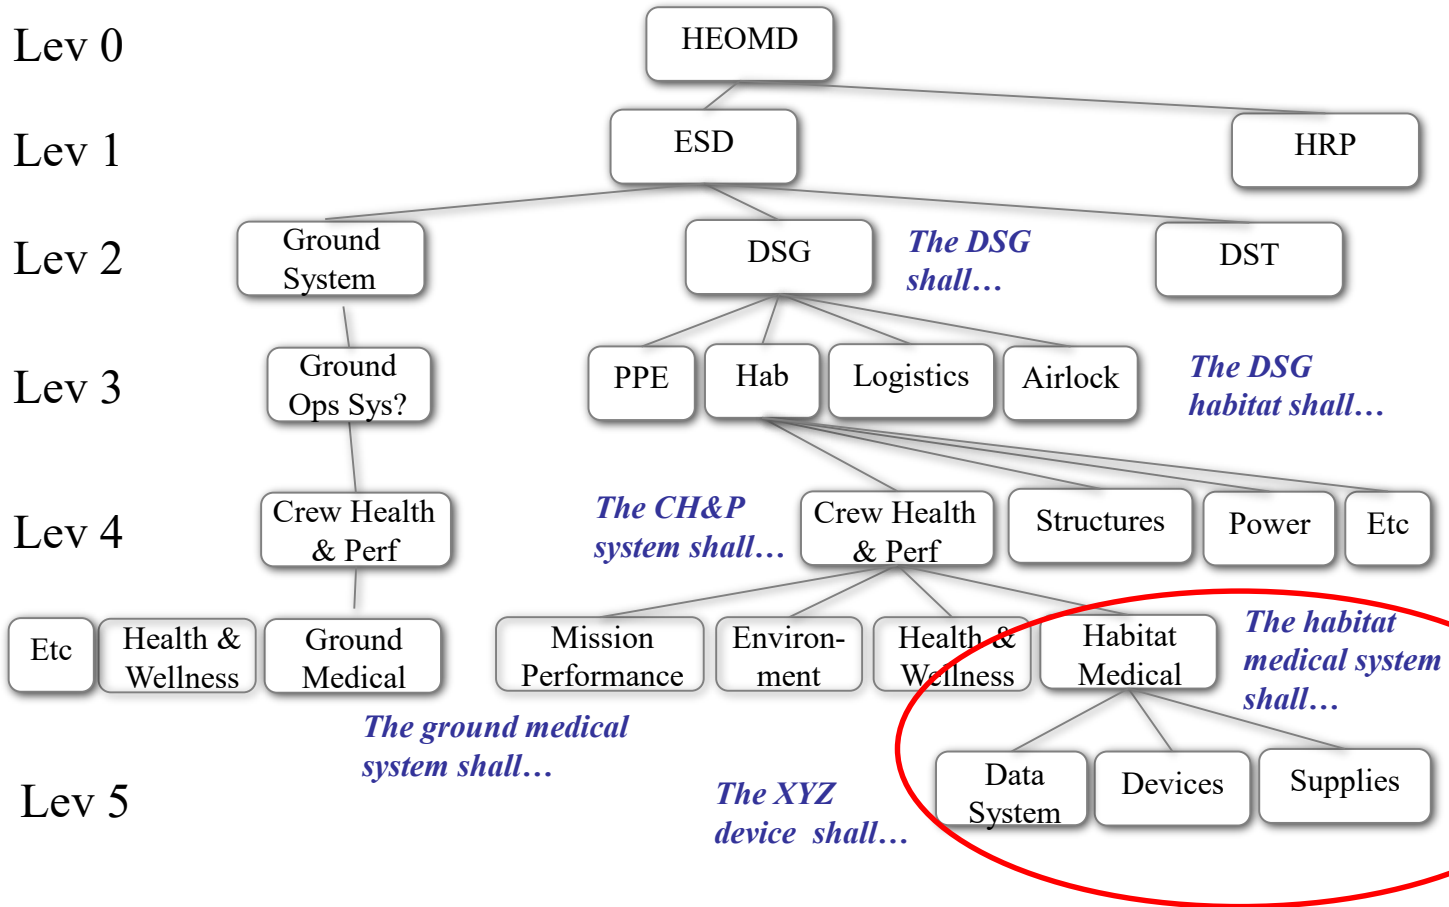 Lev 0
HEOMD
Lev 1
ESD
HRP
Lev 2
Ground
System
DSG
The DSG
shall…
DST
Lev 3
Ground
Ops Sys?
PPE
Hab
Logistics
Airlock
The DSG
habitat shall…
Lev 4
Crew Health
& Perf
The CH&P
system shall…
Crew Health
& Perf
Structures
Power
Etc
Etc
Health &
Wellness
Ground
Medical
Mission
Performance
Environ-
ment
Health &
Wellness
Habitat
Medical
The habitat
medical system
shall…
The ground medical
system shall…
Lev 5
The XYZ
device shall…
Data
System
Devices
Supplies